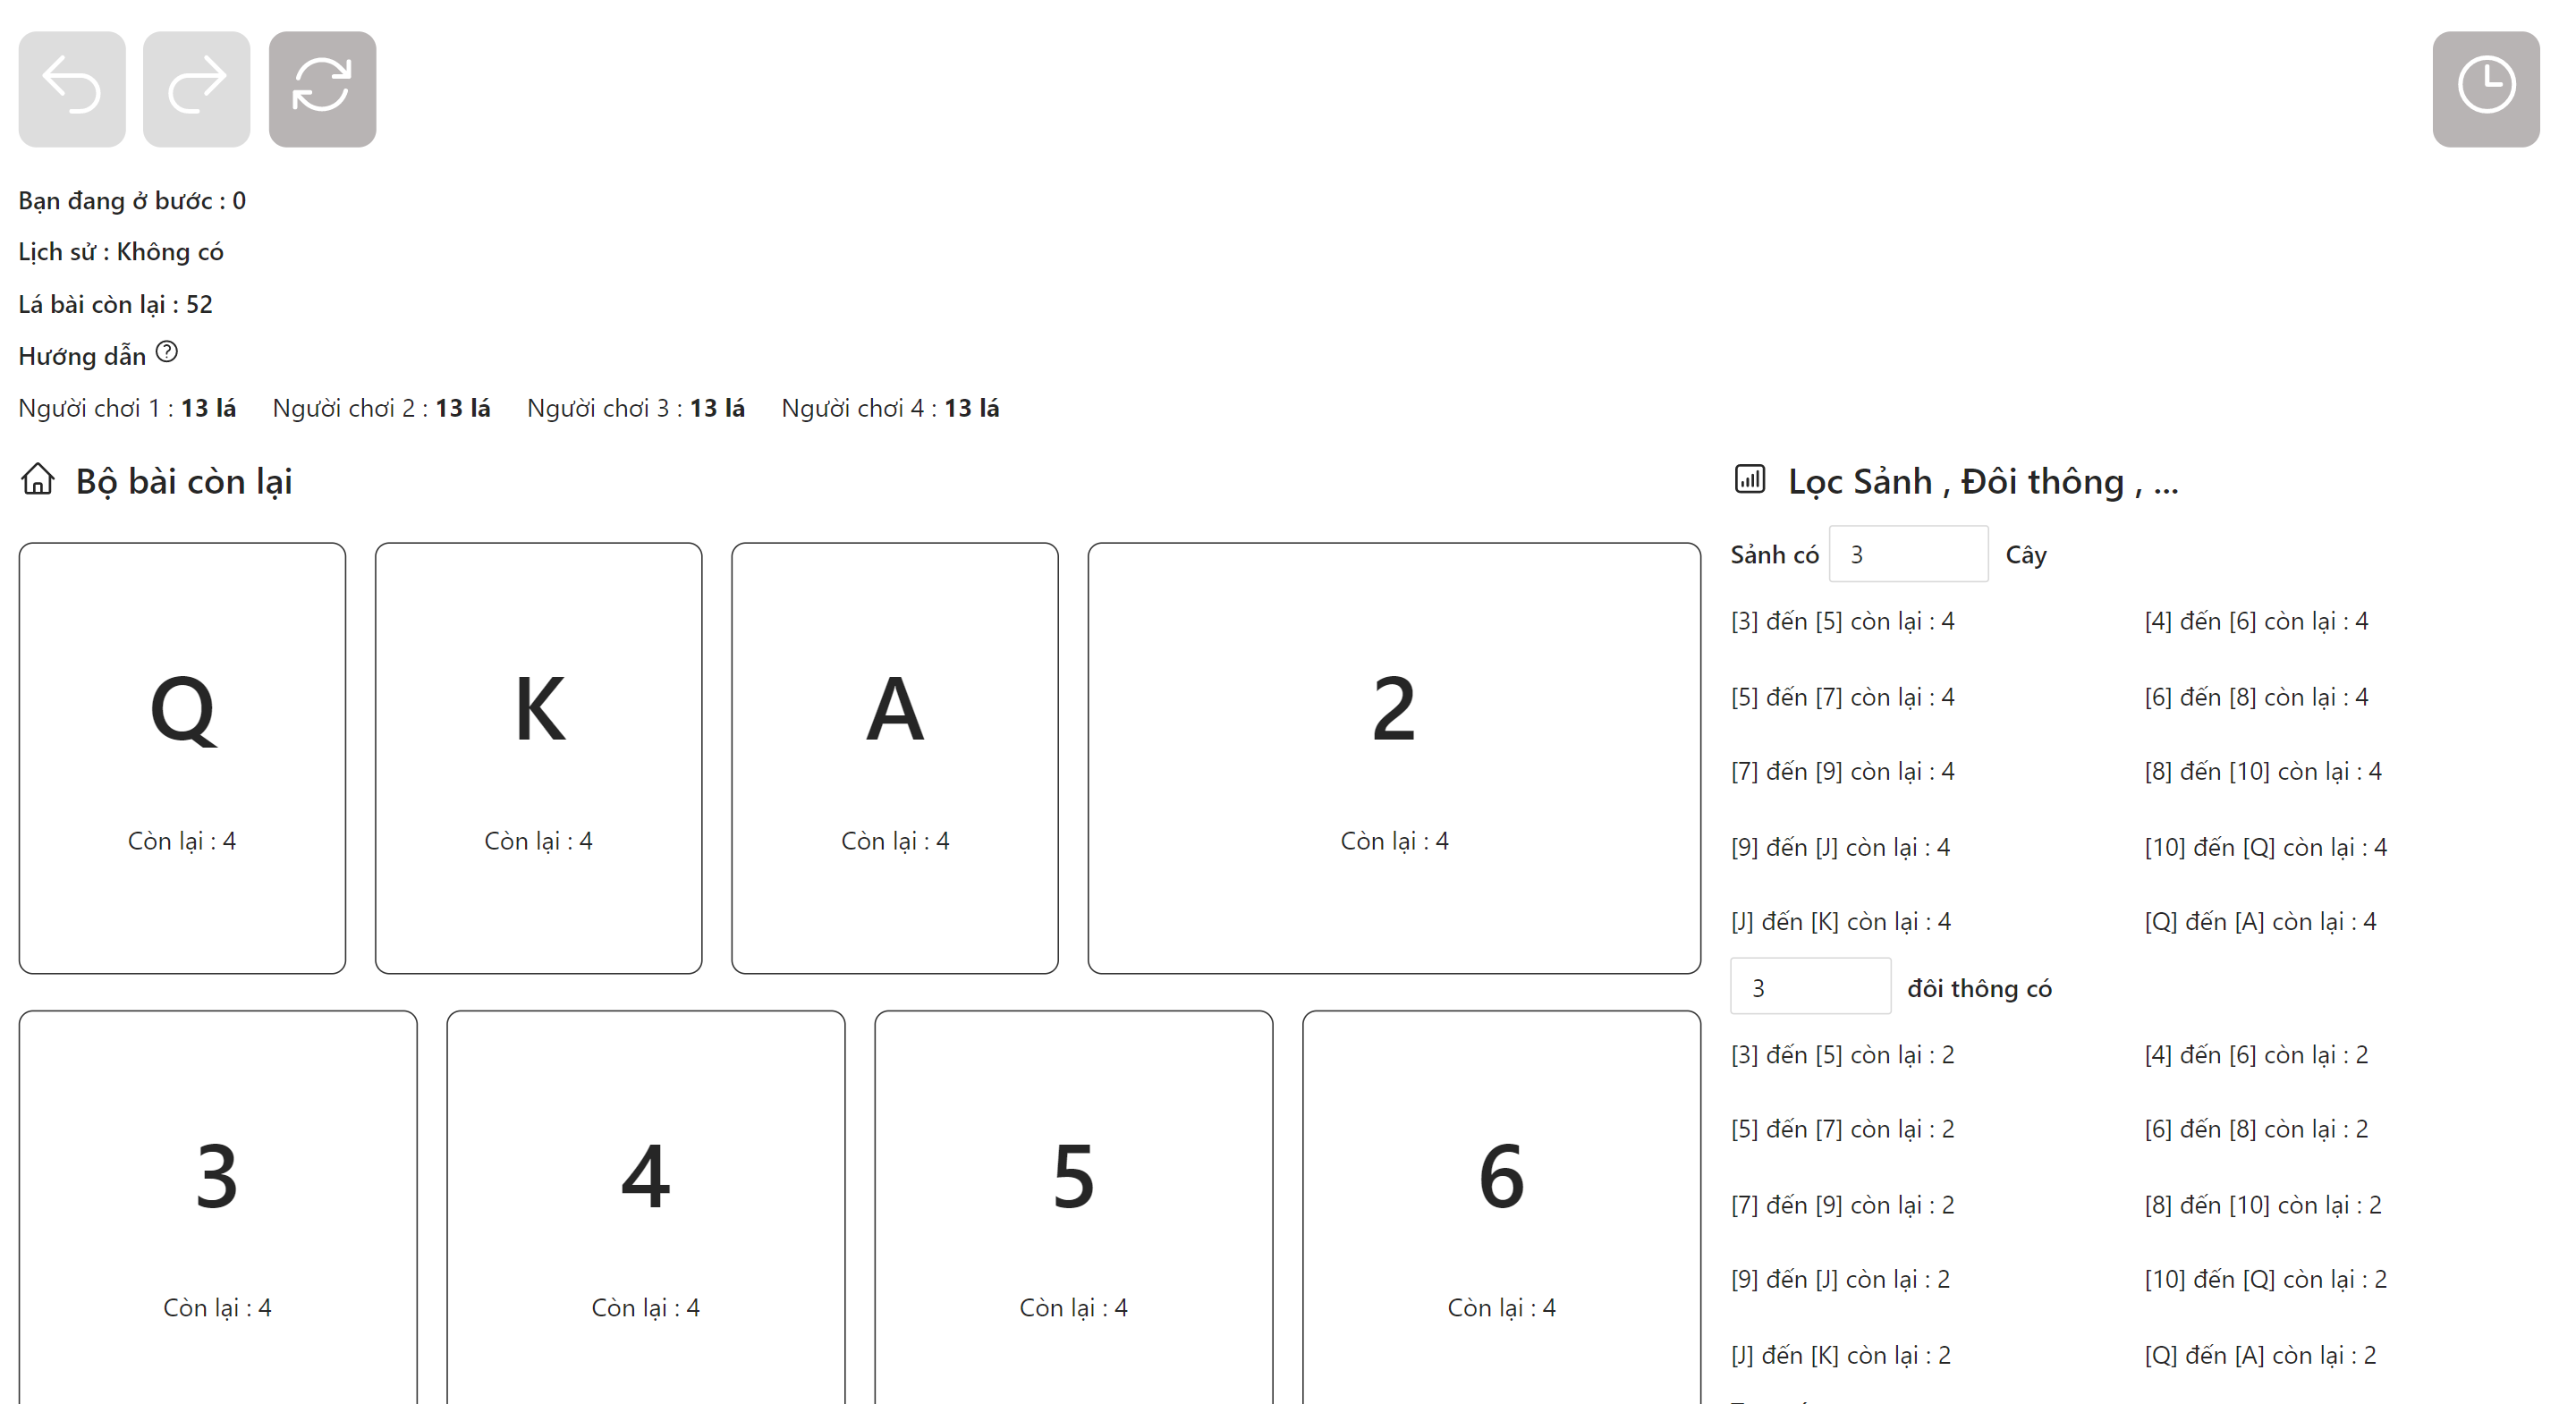 Bạn đang ở bước : 0
Lịch sử : Không có
Lá bài còn lại : 52
Hướng dẫn
Người chơi 1 : 13 lá Người chơi 2 : 13 lá Người chơi 3 : 13 lá Người chơi 4 : 13 lá
Bộ bài còn lại
Q K A 2
Còn lại : 4 Còn lại : 4 Còn lại : 4 Còn lại : 4
3 4 5 6
Còn lại : 4 Còn lại : 4 Còn lại : 4 Còn lại : 4
Lọc Sảnh , Đôi thông , ...
Sảnh có 3 Cây
[3] đến [5] còn lại : 4 [4] đến [6] còn lại : 4
[5] đến [7] còn lại : 4 [6] đến [8] còn lại : 4
[7] đến [9] còn lại : 4 [8] đến [10] còn lại : 4
[9] đến [J] còn lại : 4 [10] đến [Q] còn lại : 4
[J] đến [K] còn lại : 4 [Q] đến [A] còn lại : 4
3 đôi thông có
[3] đến [5] còn lại : 2 [4] đến [6] còn lại : 2
[5] đến [7] còn lại : 2 [6] đến [8] còn lại : 2
[7] đến [9] còn lại : 2 [8] đến [10] còn lại : 2
[9] đến [J] còn lại : 2 [10] đến [Q] còn lại : 2
[J] đến [K] còn lại : 2 [Q] đến [A] còn lại : 2